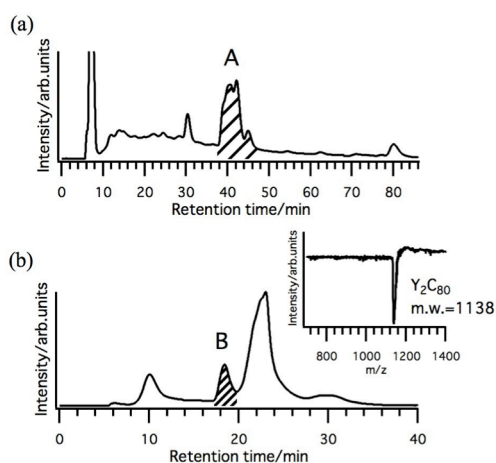 (a)
A
Intensity/arb.units
0 10 20 30 40 50 60 70 80
Retention time/min
(b)
B
Intensity/arb.units
0 10 20 30 40
Retention time/min
Intensity/arb.units
Y₂C₈₀
m.w.=1138
800 1000 1200 1400
m/z